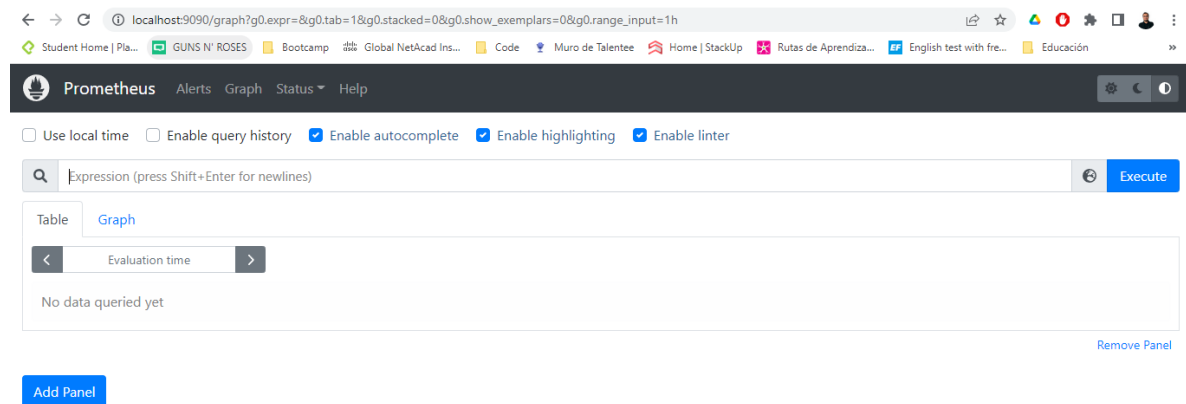 localhost:9090/graph?g0.expr=&g0.tab=1&g0.stacked=0&g0.show_exemplars=0&g0.range_input=1h
Student Home | Pla... GUNS N' ROSES Bootcamp Global NetAcad Ins... Code Muro de Talentee Home | StackUp Rutas de Aprendiza... EF English test with fre... Educación »
Prometheus Alerts Graph Status Help
Use local time Enable query history Enable autocomplete Enable highlighting Enable linter
Expression (press Shift+Enter for newlines) Execute
Table Graph
Evaluation time
No data queried yet
Remove Panel
Add Panel